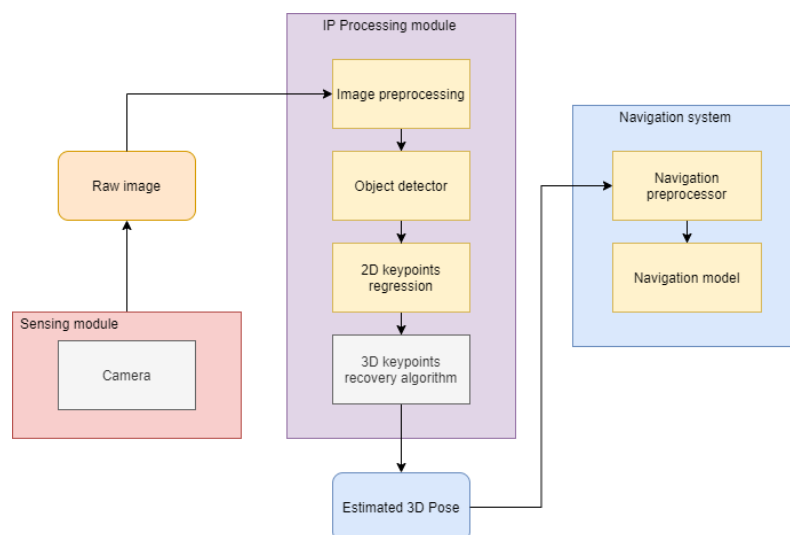 IP Processing module
Image preprocessing
Object detector
2D keypoints
regression
3D keypoints
recovery algorithm
Raw image
Sensing module
Camera
Estimated 3D Pose
Navigation system
Navigation
preprocessor
Navigation model